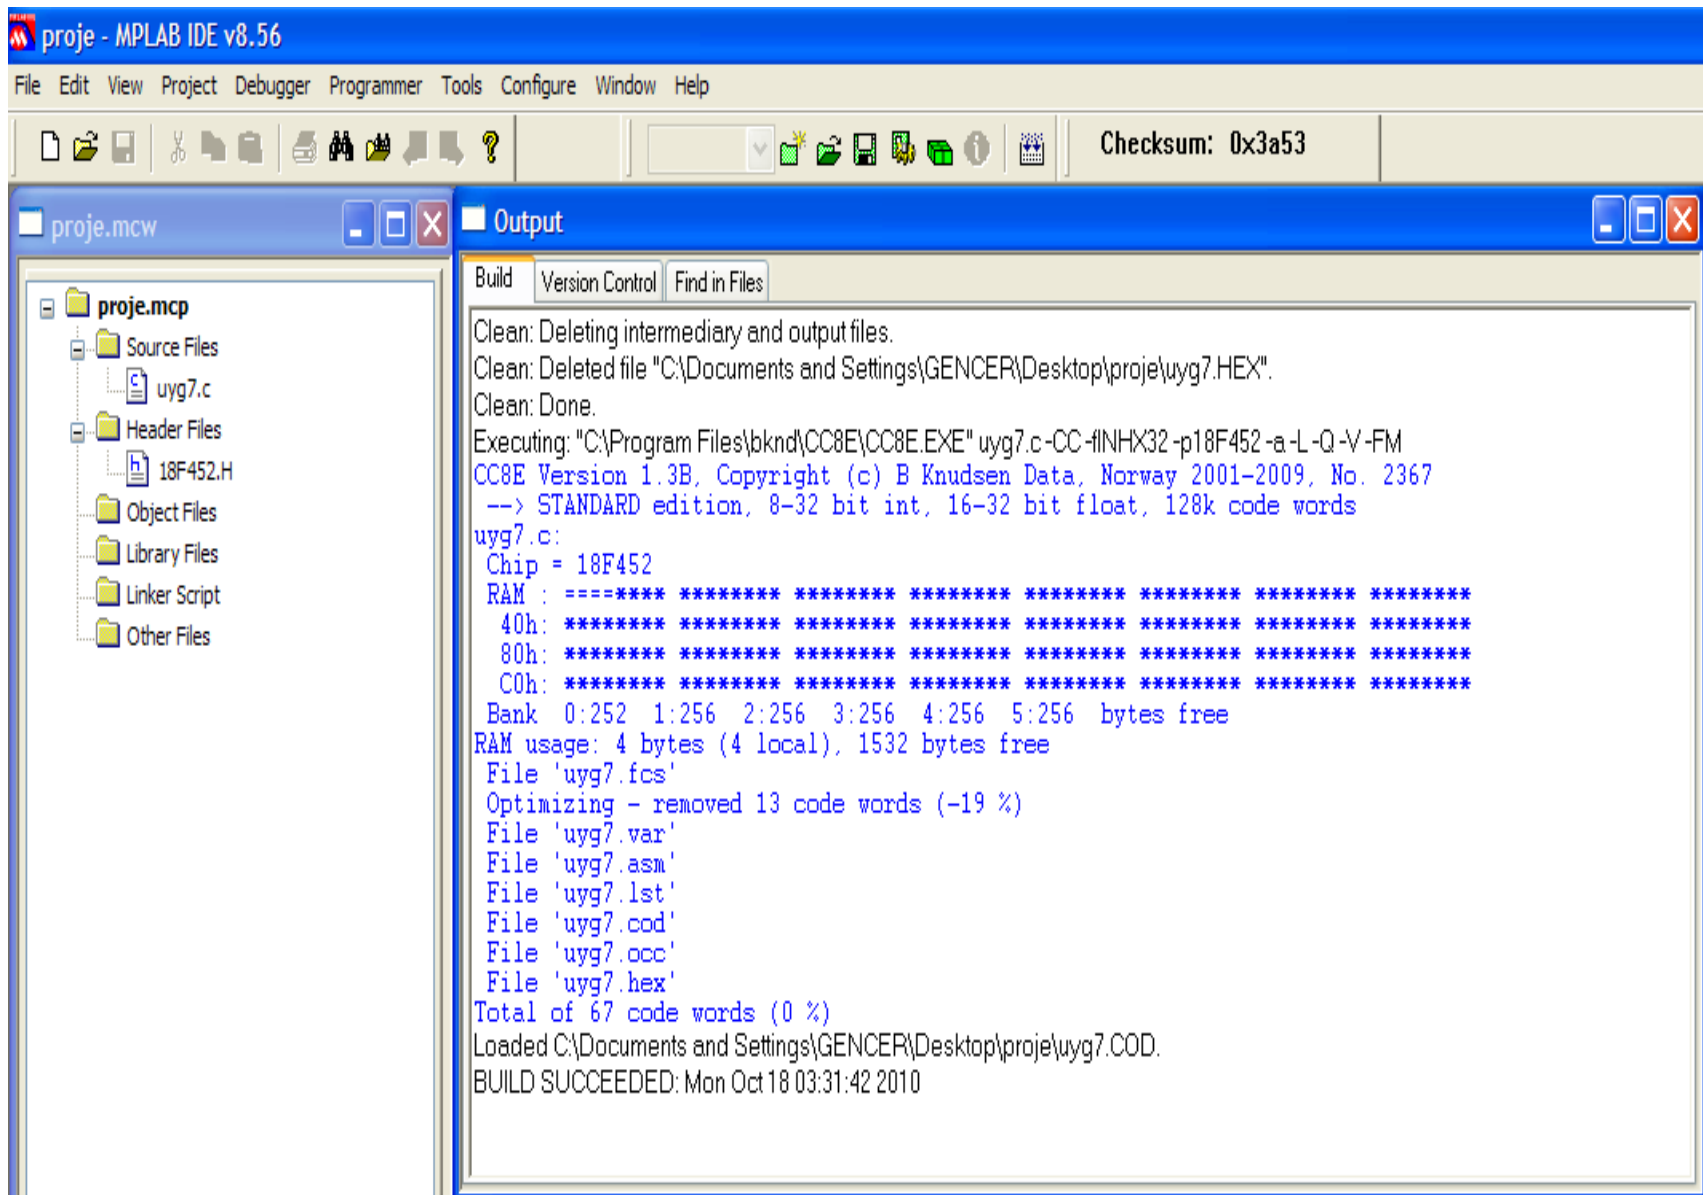 proje - MPLAB IDE v8.56
File Edit View Project Debugger Programmer Tools Configure Window Help
Checksum: 0x3a53
proje.mcw
proje.mcp
Source Files
uyg7.c
Header Files
18F452.H
Object Files
Library Files
Linker Script
Other Files
Output
Build Version Control Find in Files
Clean: Deleting intermediary and output files.
Clean: Deleted file "C:\Documents and Settings\GENCER\Desktop\proje\uyg7.HEX".
Clean: Done.
Executing: "C:\Program Files\bknd\CC8E\CC8E.EXE" uyg7.c -CC -fINHX32 -p18F452 -a -L -Q -V -FM
CC8E Version 1.3B, Copyright (c) B Knudsen Data, Norway 2001-2009, No. 2367
--> STANDARD edition, 8-32 bit int, 16-32 bit float, 128k code words
uyg7.c:
Chip = 18F452
RAM : ====**** ******** ******** ******** ******** ******** ******** ********
40h: ******** ******** ******** ******** ******** ******** ******** ********
80h: ******** ******** ******** ******** ******** ******** ******** ********
C0h: ******** ******** ******** ******** ******** ******** ******** ********
Bank 0:252 1:256 2:256 3:256 4:256 5:256 bytes free
RAM usage: 4 bytes (4 local), 1532 bytes free
File 'uyg7.fcs'
Optimizing - removed 13 code words (-19 %)
File 'uyg7.var'
File 'uyg7.asm'
File 'uyg7.lst'
File 'uyg7.cod'
File 'uyg7.occ'
File 'uyg7.hex'
Total of 67 code words (0 %)
Loaded C:\Documents and Settings\GENCER\Desktop\proje\uyg7.COD.
BUILD SUCCEEDED: Mon Oct 18 03:31:42 2010